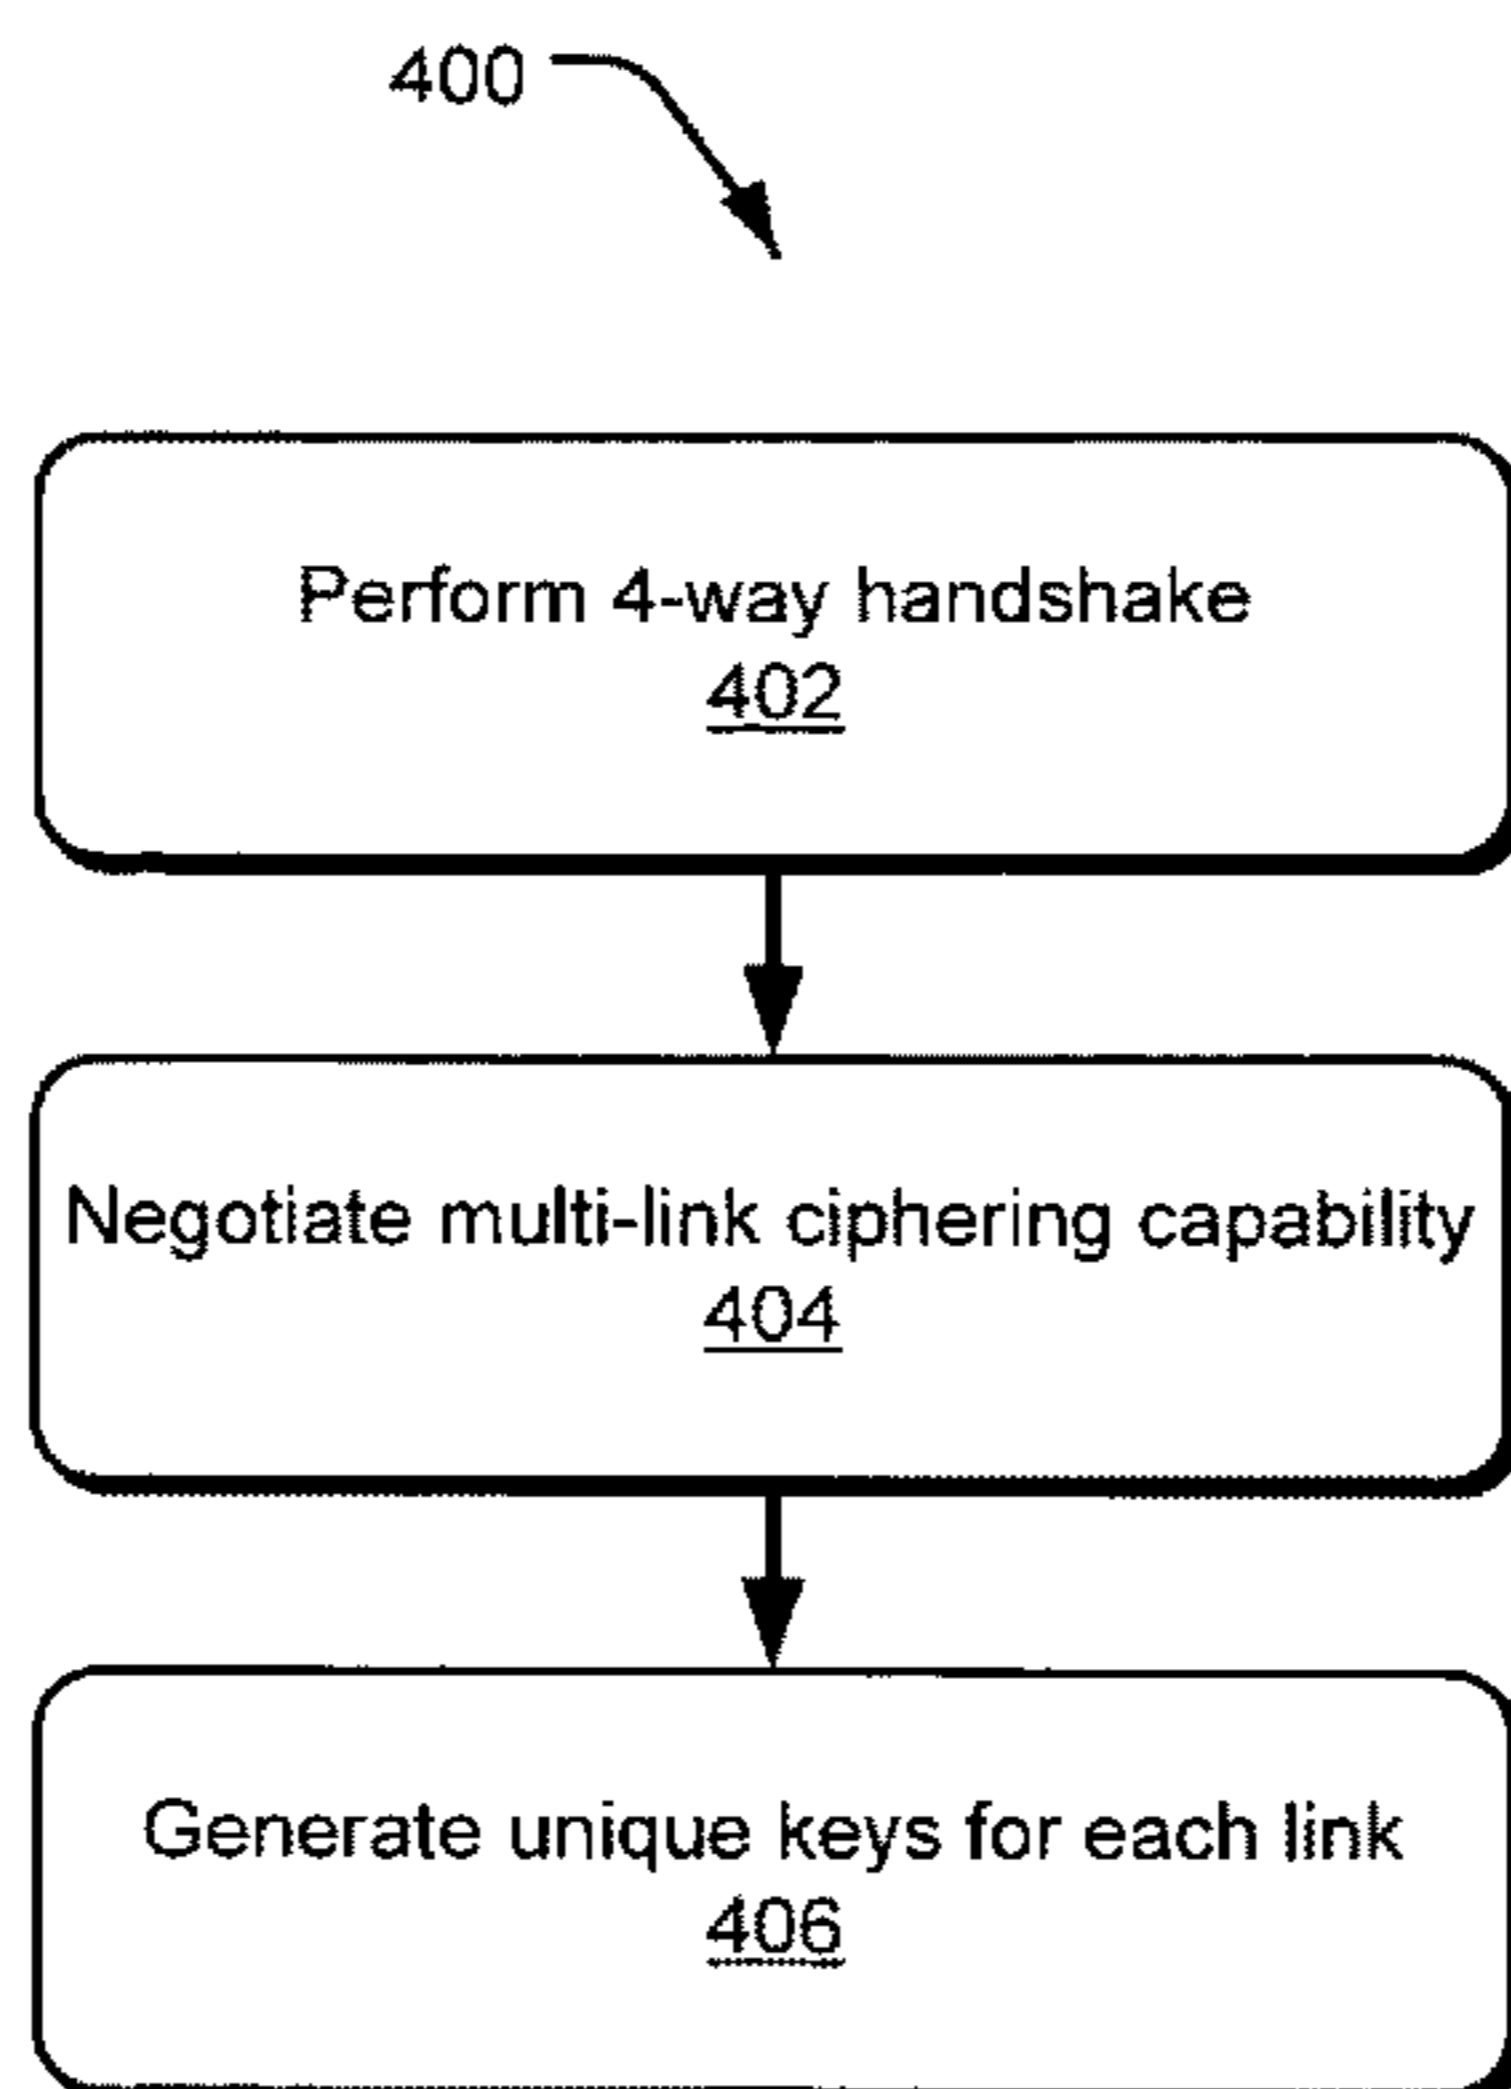 400
Perform 4-way handshake
402
Negotiate multi-link ciphering capability
404
Generate unique keys for each link
406